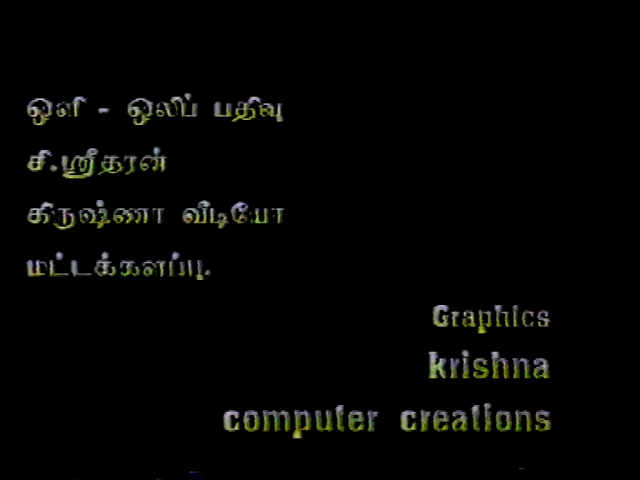 ஒளி - ஒலிப் பதிவு
சி.ஸ்ரீதரன்
கிருஷ்ணா வீடியோ
மட்டக்களப்பு.
Graphics
krishna
computer creations